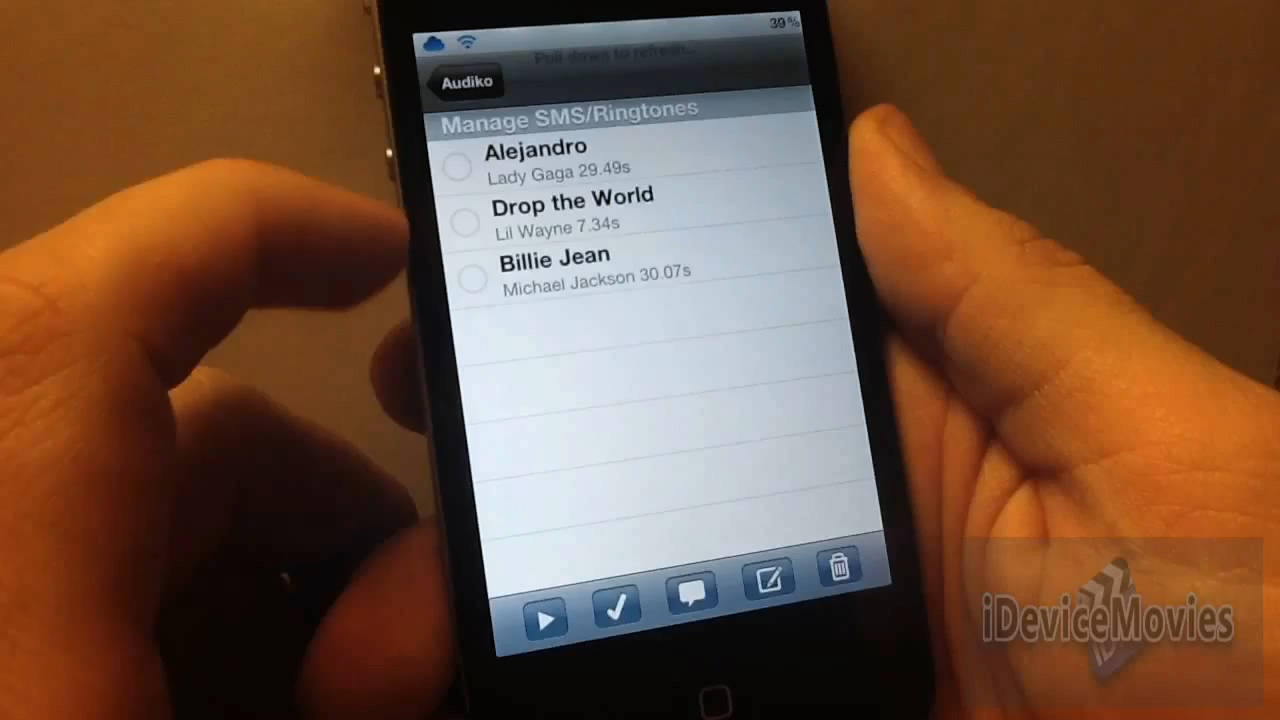 39%
Pull down to refresh...
Audiko
Manage SMS/Ringtones
Alejandro
Lady Gaga 29.49s
Drop the World
Lil Wayne 7.34s
Billie Jean
Michael Jackson 30.07s
iDeviceMovies